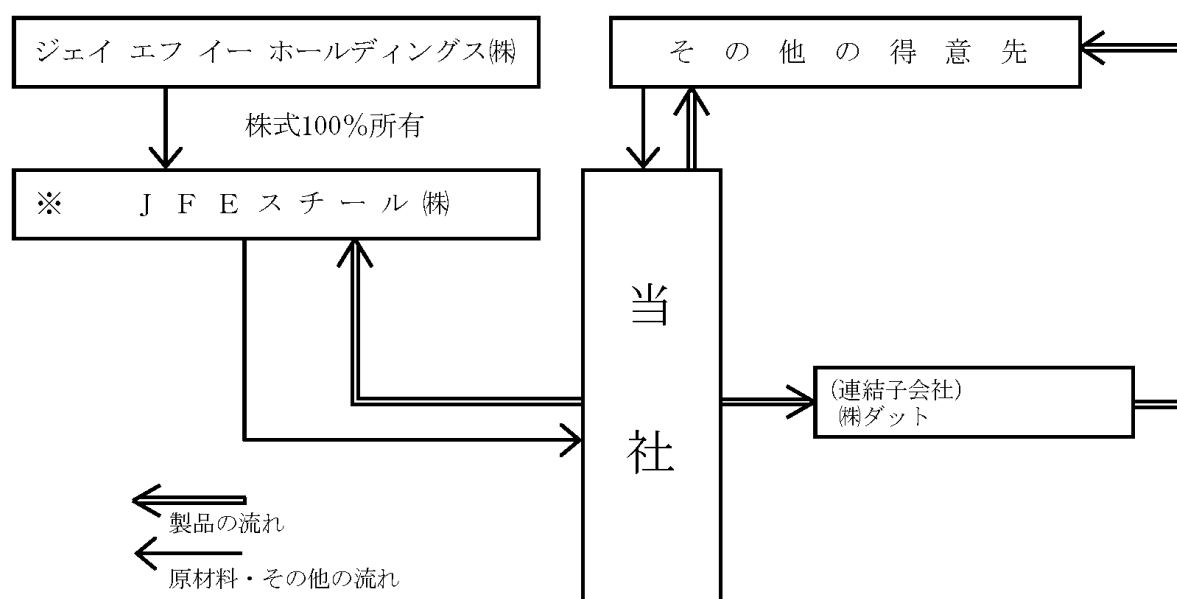 ジェイ エフ イー ホールディングス㈱
そ の 他 の 得 意 先
株式100%所有
※ J F E ス チ ー ル ㈱
当
社
(連結子会社)
㈱ダット
製品の流れ
原材料・その他の流れ